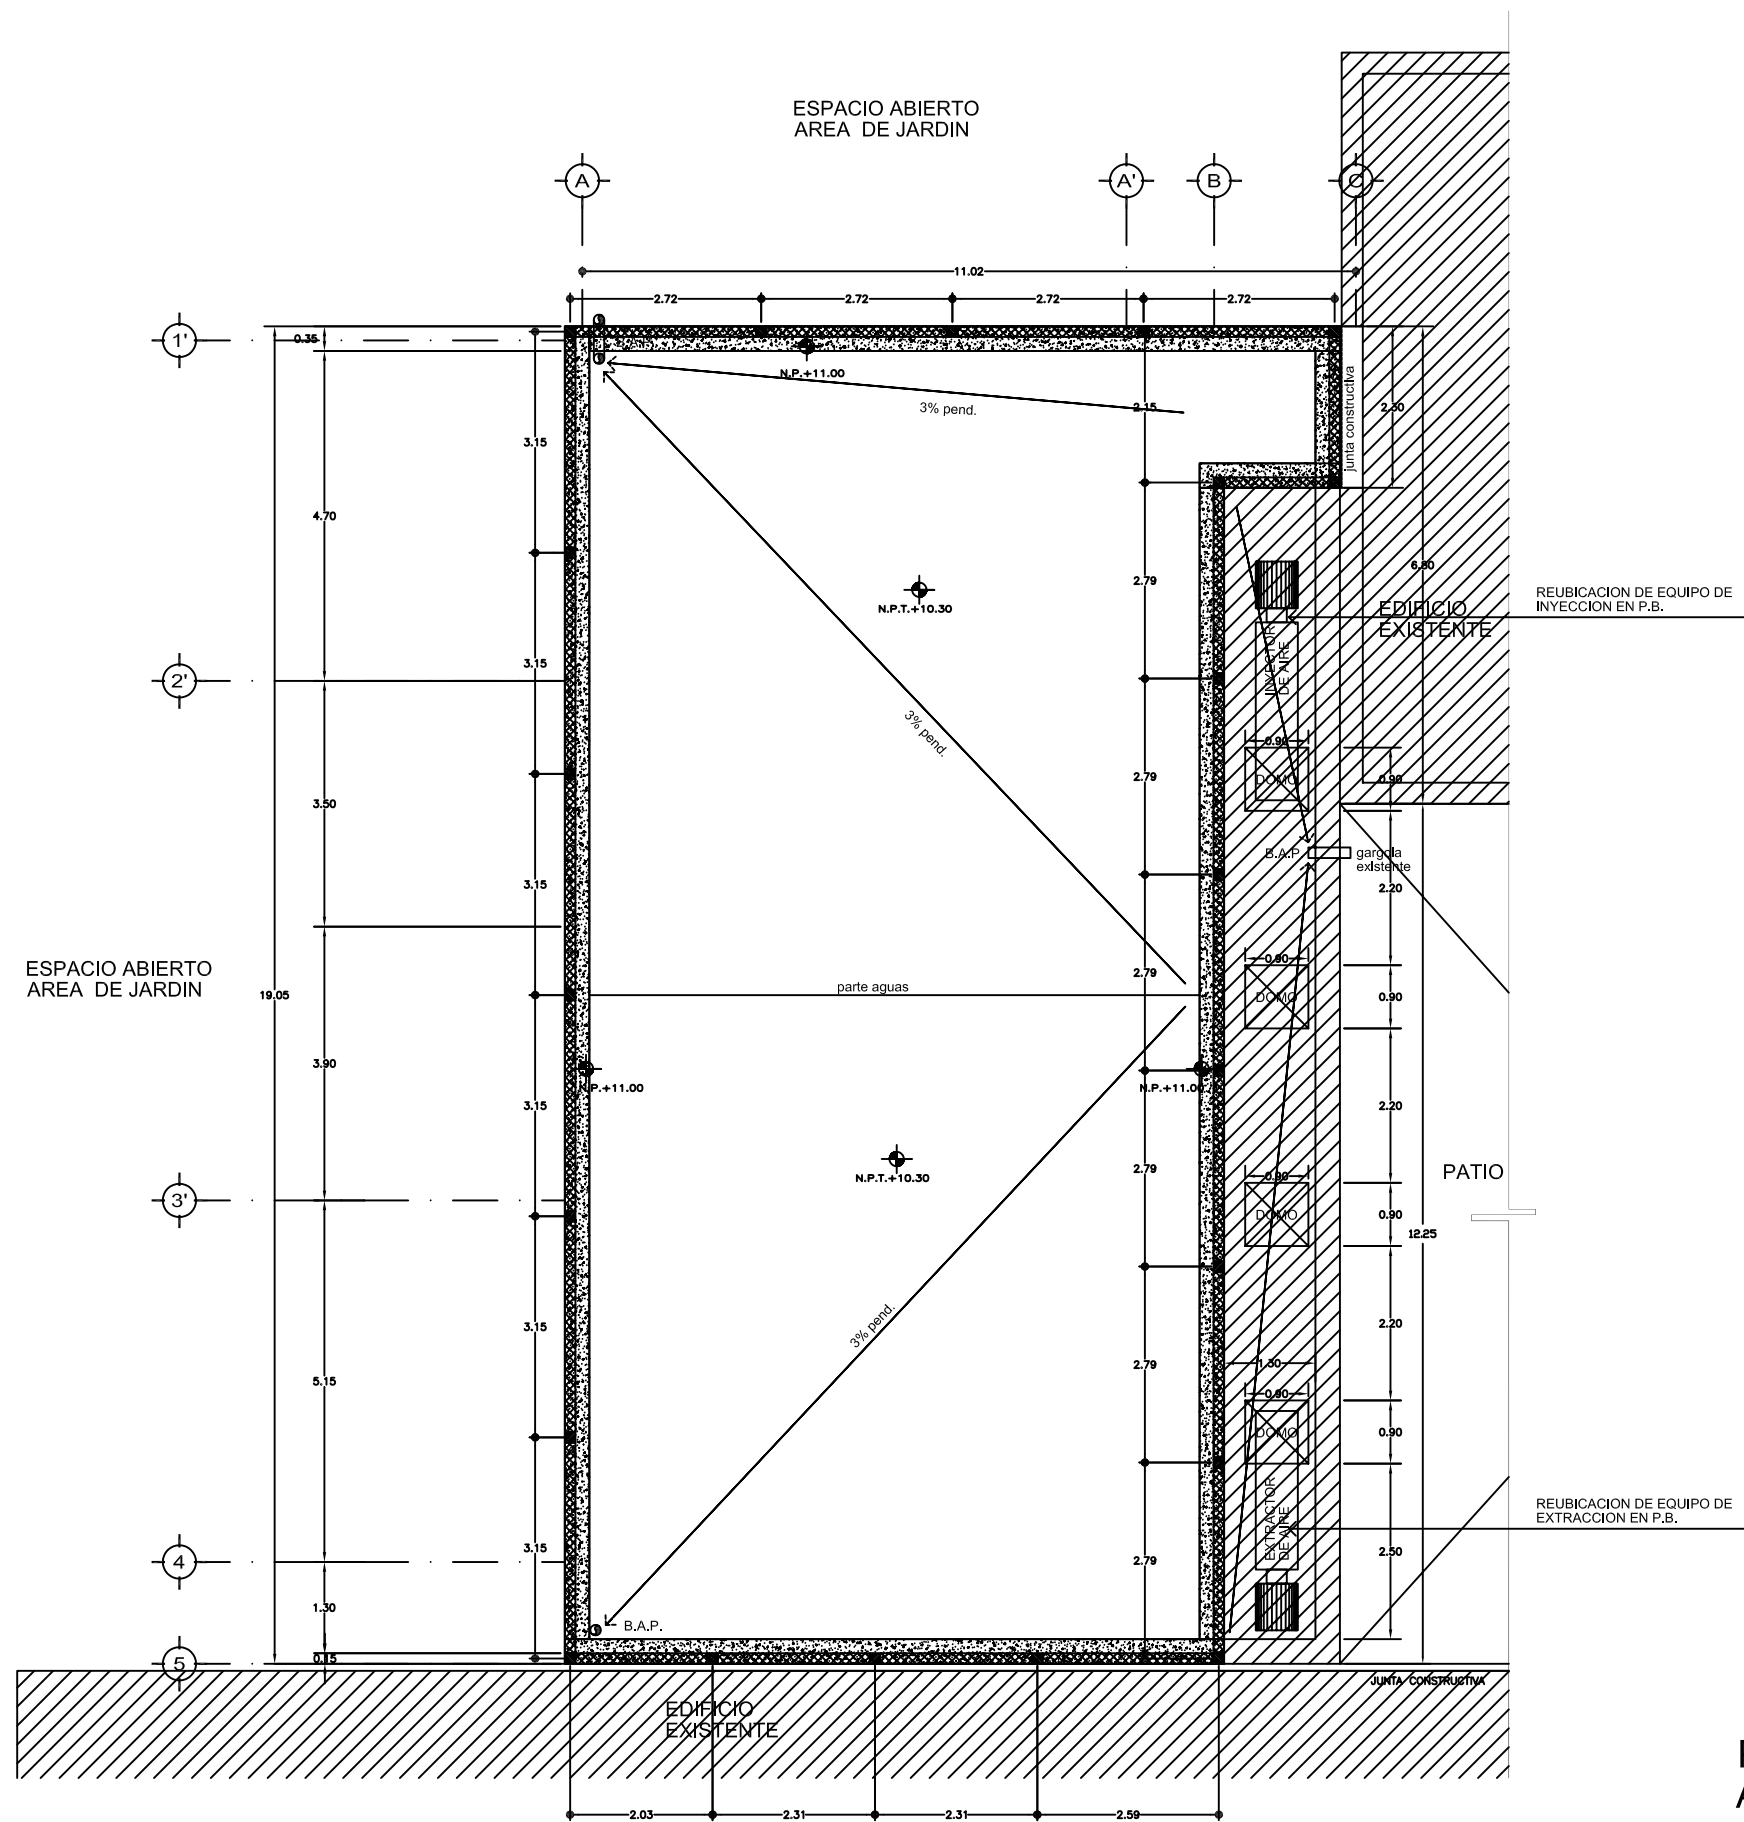 ESPACIO ABIERTO
AREA DE JARDIN
A
A'
B
C
11.02
2.72
2.72
2.72
2.72
1'
0.35
N.P.+11.00
3% pend.
2.15
junta constructiva
2.30
3.15
4.70
2.79
6.80
N.P.T.+10.30
EDIFICIO
EXISTENTE
REUBICACION DE EQUIPO DE
INYECCION EN P.B.
INYECTOR
DE AIRE
3.15
2'
3% pend.
0.90
DOMO
0.90
2.79
3.50
B.A.P
gargola
existente
3.15
2.20
ESPACIO ABIERTO
AREA DE JARDIN
19.05
parte aguas
2.79
0.90
DOMO
0.90
3.90
N.P.+11.00
N.P.+11.00
3.15
2.20
2.79
PATIO
N.P.T.+10.30
0.90
DOMO
0.90
3'
12.25
3.15
3% pend.
2.20
2.79
1.30
5.15
0.90
DOMO
0.90
EXTRACTOR
DE AIRE
REUBICACION DE EQUIPO DE
EXTRACCION EN P.B.
3.15
2.79
2.50
4
1.30
B.A.P.
0.15
5
JUNTA CONSTRUCTIVA
EDIFICIO
EXISTENTE
2.03
2.31
2.31
2.59